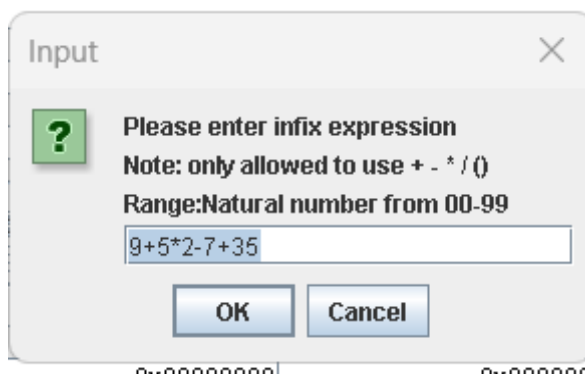 Input
?
Please enter infix expression
Note: only allowed to use + - * / ()
Range:Natural number from 00-99
9+5*2-7+35
OK
Cancel